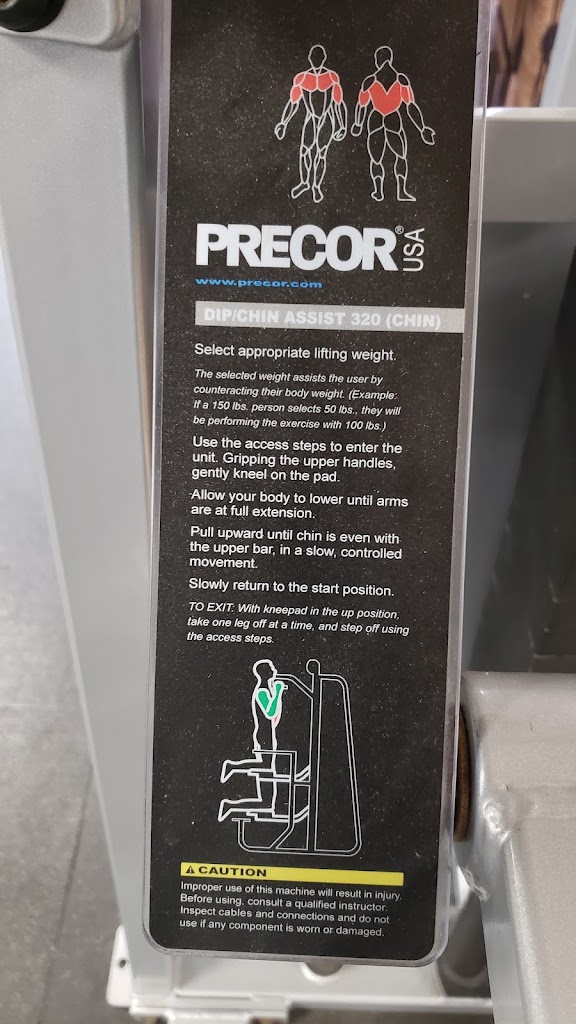 PRECOR® USA
www.precor.com
DIP/CHIN ASSIST 320 (CHIN)
Select appropriate lifting weight.
The selected weight assists the user by
counteracting their body weight. (Example:
If a 150 lbs. person selects 50 lbs., they will
be performing the exercise with 100 lbs.)
Use the access steps to enter the
unit. Gripping the upper handles,
gently kneel on the pad.
Allow your body to lower until arms
are at full extension.
Pull upward until chin is even with
the upper bar, in a slow, controlled
movement.
Slowly return to the start position.
TO EXIT: With kneepad in the up position,
take one leg off at a time, and step off using
the access steps.
CAUTION
Improper use of this machine will result in injury.
Before using, consult a qualified instructor.
Inspect cables and connections and do not
use if any component is worn or damaged.